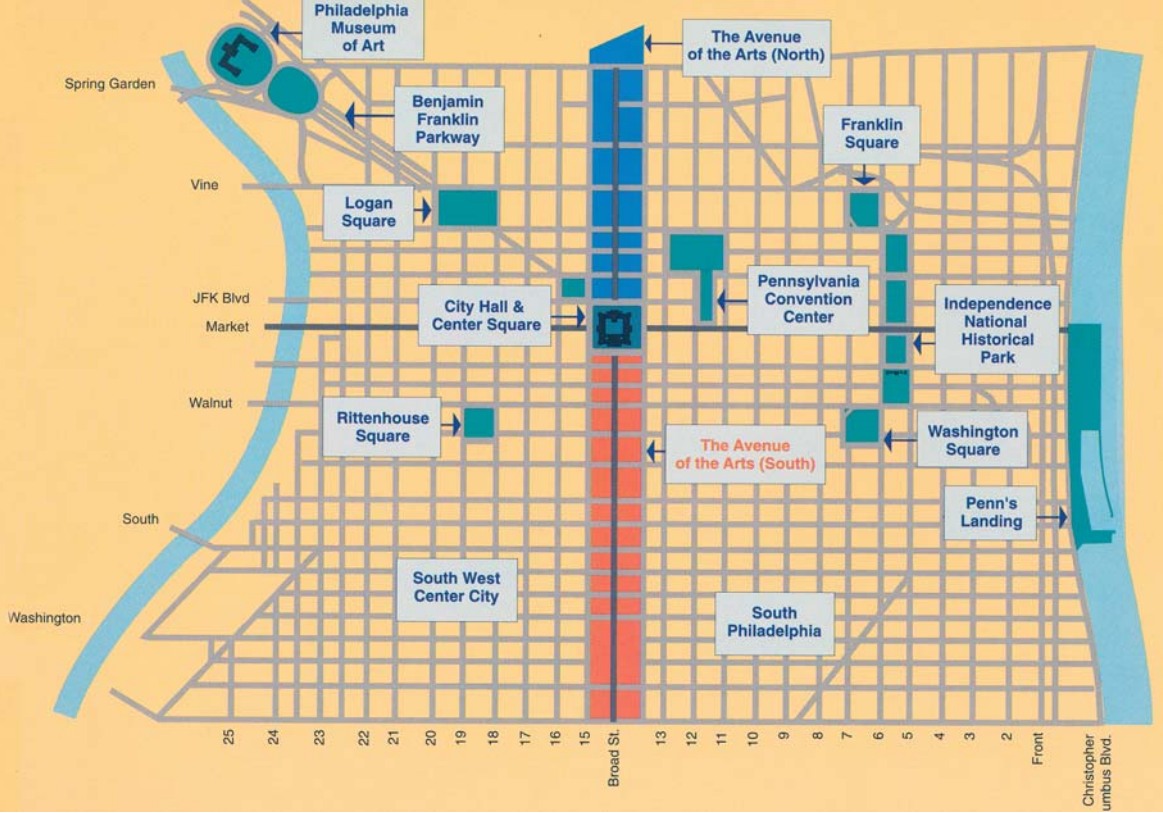 Philadelphia
Museum
of Art
The Avenue
of the Arts (North)
Spring Garden
Benjamin
Franklin
Parkway
Franklin
Square
Vine
Logan
Square
JFK Blvd
Market
City Hall &
Center Square
Pennsylvania
Convention
Center
Independence
National
Historical
Park
Walnut
Rittenhouse
Square
The Avenue
of the Arts (South)
Washington
Square
Penn's
Landing
South
South West
Center City
South
Philadelphia
Washington
25
24
23
22
21
20
19
18
17
16
15
Broad St.
13
12
11
10
9
8
7
6
5
4
3
2
Front
Christopher
umbus Blvd.